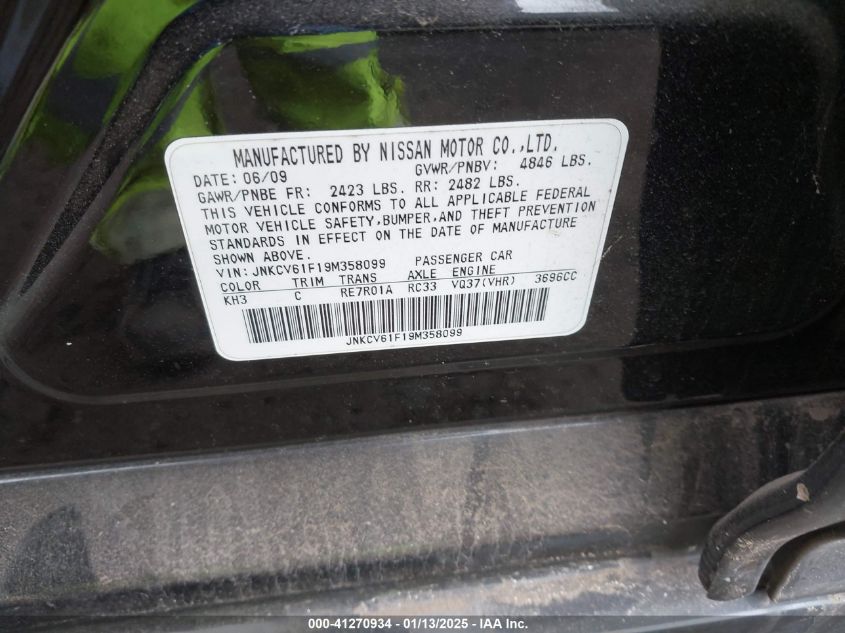 MANUFACTURED BY NISSAN MOTOR CO.,LTD.
DATE: 06/09 GVWR/PNBV: 4846 LBS.
GAWR/PNBE FR: 2423 LBS. RR: 2482 LBS.
THIS VEHICLE CONFORMS TO ALL APPLICABLE FEDERAL
MOTOR VEHICLE SAFETY,BUMPER,AND THEFT PREVENTION
STANDARDS IN EFFECT ON THE DATE OF MANUFACTURE
SHOWN ABOVE.
VIN: JNKCV61F19M358099 PASSENGER CAR
COLOR TRIM TRANS AXLE ENGINE
KH3 C RE7R01A RC33 VQ37(VHR) 3696CC
JNKCV61F19M358099
000-41270934 - 01/13/2025 - IAA Inc.